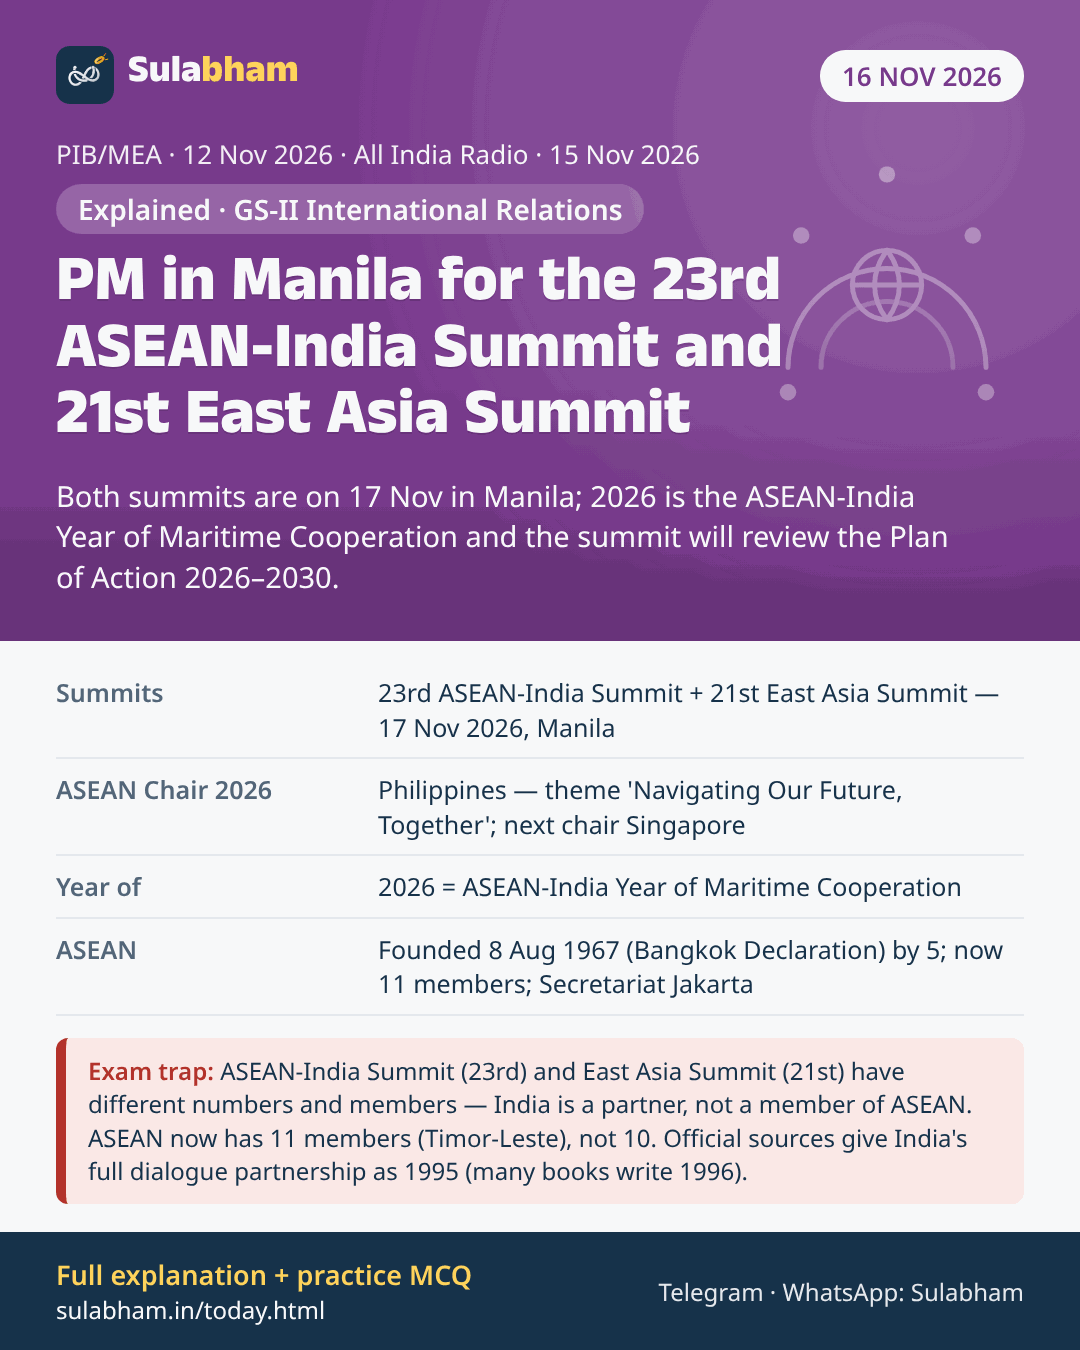 Sulabham
16 NOV 2026
PIB/MEA · 12 Nov 2026 · All India Radio · 15 Nov 2026
Explained · GS-II International Relations
PM in Manila for the 23rd
ASEAN-India Summit and
21st East Asia Summit
Both summits are on 17 Nov in Manila; 2026 is the ASEAN-India
Year of Maritime Cooperation and the summit will review the Plan
of Action 2026–2030.
Summits
23rd ASEAN-India Summit + 21st East Asia Summit —
17 Nov 2026, Manila
ASEAN Chair 2026
Philippines — theme 'Navigating Our Future,
Together'; next chair Singapore
Year of
2026 = ASEAN-India Year of Maritime Cooperation
ASEAN
Founded 8 Aug 1967 (Bangkok Declaration) by 5; now
11 members; Secretariat Jakarta
Exam trap: ASEAN-India Summit (23rd) and East Asia Summit (21st) have
different numbers and members — India is a partner, not a member of ASEAN.
ASEAN now has 11 members (Timor-Leste), not 10. Official sources give India's
full dialogue partnership as 1995 (many books write 1996).
Full explanation + practice MCQ
sulabham.in/today.html
Telegram · WhatsApp: Sulabham